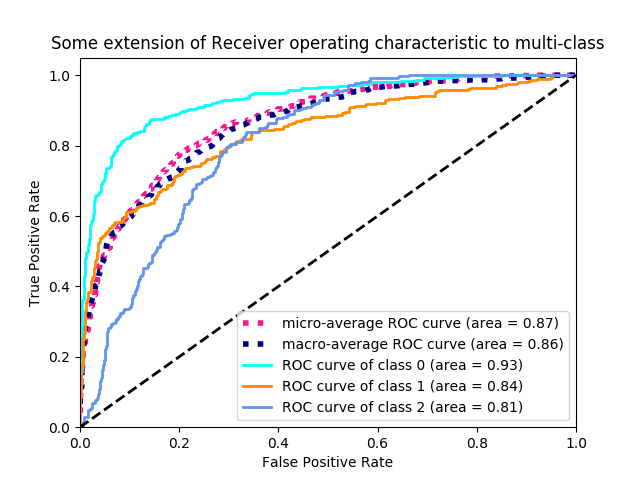 Some extension of Receiver operating characteristic to multi-class
1.0
0.8
0.6
0.4
0.2
0.0
True Positive Rate
micro-average ROC curve (area = 0.87)
macro-average ROC curve (area = 0.86)
ROC curve of class 0 (area = 0.93)
ROC curve of class 1 (area = 0.84)
ROC curve of class 2 (area = 0.81)
0.0 0.2 0.4 0.6 0.8 1.0
False Positive Rate